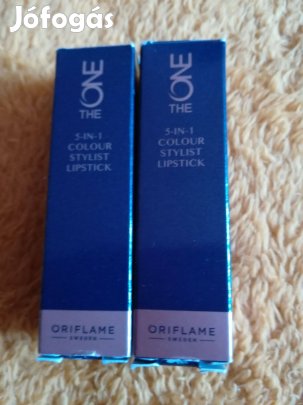 Jófogás
THE ONE
5-IN-1
COLOUR
STYLIST
LIPSTICK
ORIFLAME
SWEDEN
THE ONE
5-IN-1
COLOUR
STYLIST
LIPSTICK
ORIFLAME
SWEDEN